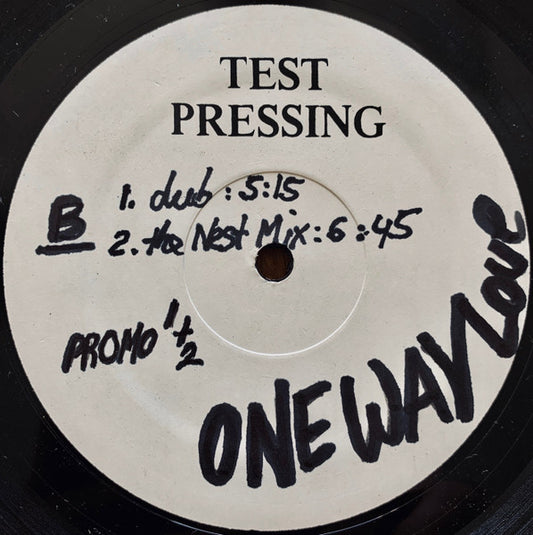 TEST
PRESSING
B
1. dub : 5:15
2. the Nest Mix : 6:45
PROMO 1+2
ONE WAY LOVE